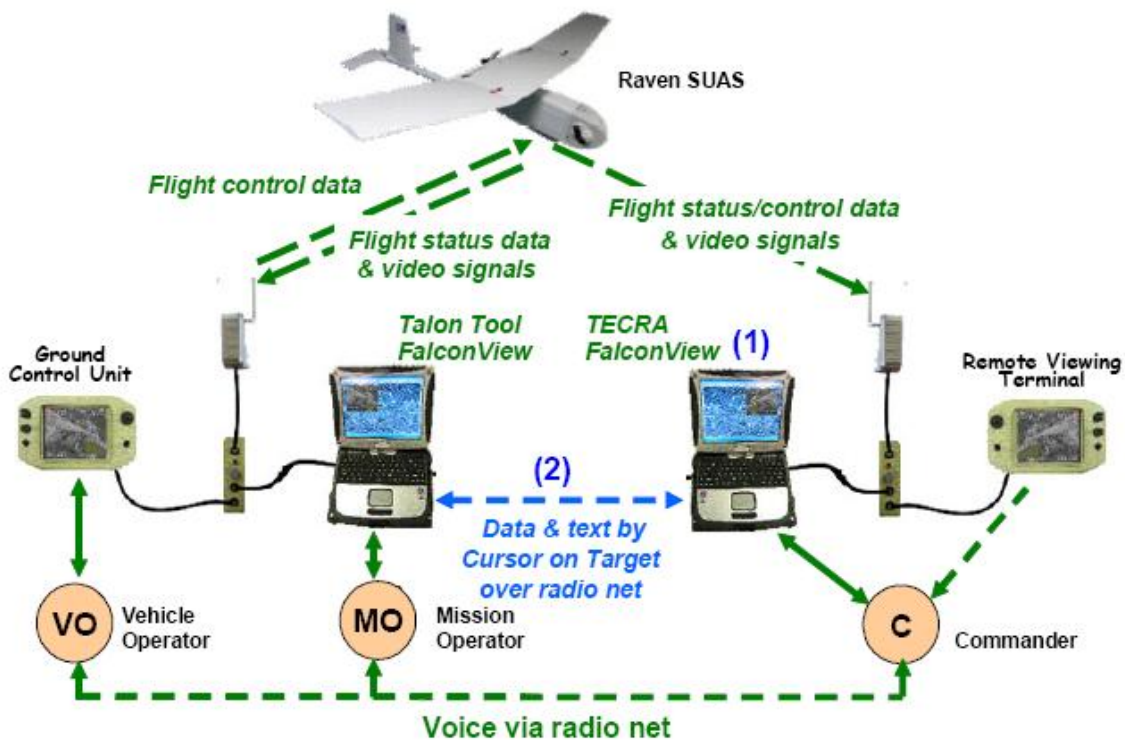 Raven SUAS
Flight control data
Flight status/control data
& video signals
Flight status data
& video signals
Talon Tool
FalconView
TECRA
FalconView
(1)
Ground
Control Unit
Remote Viewing
Terminal
(2)
Data & text by
Cursor on Target
over radio net
VO
Vehicle
Operator
MO
Mission
Operator
C
Commander
Voice via radio net